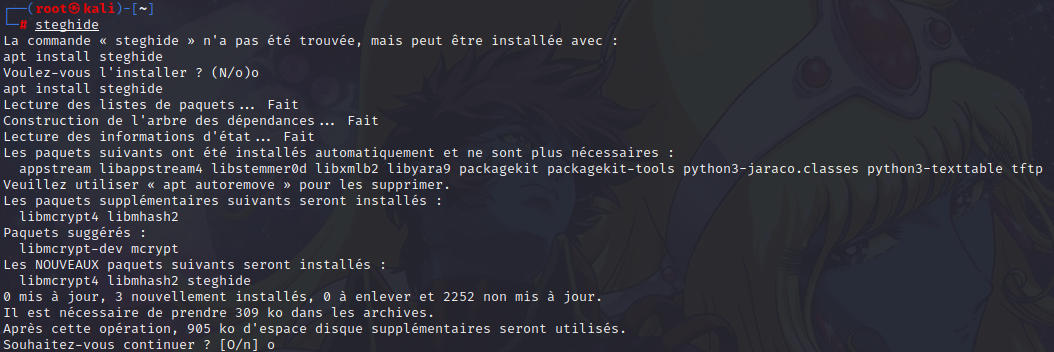 ┌──(root㉿kali)-[~]
└─# steghide
La commande « steghide » n'a pas été trouvée, mais peut être installée avec :
apt install steghide
Voulez-vous l'installer ? (N/o)o
apt install steghide
Lecture des listes de paquets... Fait
Construction de l'arbre des dépendances... Fait
Lecture des informations d'état... Fait
Les paquets suivants ont été installés automatiquement et ne sont plus nécessaires :
  appstream libappstream4 libstemmer0d libxmlb2 libyara9 packagekit packagekit-tools python3-jaraco.classes python3-texttable tftp
Veuillez utiliser « apt autoremove » pour les supprimer.
Les paquets supplémentaires suivants seront installés :
  libmcrypt4 libmhash2
Paquets suggérés :
  libmcrypt-dev mcrypt
Les NOUVEAUX paquets suivants seront installés :
  libmcrypt4 libmhash2 steghide
0 mis à jour, 3 nouvellement installés, 0 à enlever et 2252 non mis à jour.
Il est nécessaire de prendre 309 ko dans les archives.
Après cette opération, 905 ko d'espace disque supplémentaires seront utilisés.
Souhaitez-vous continuer ? [O/n] o